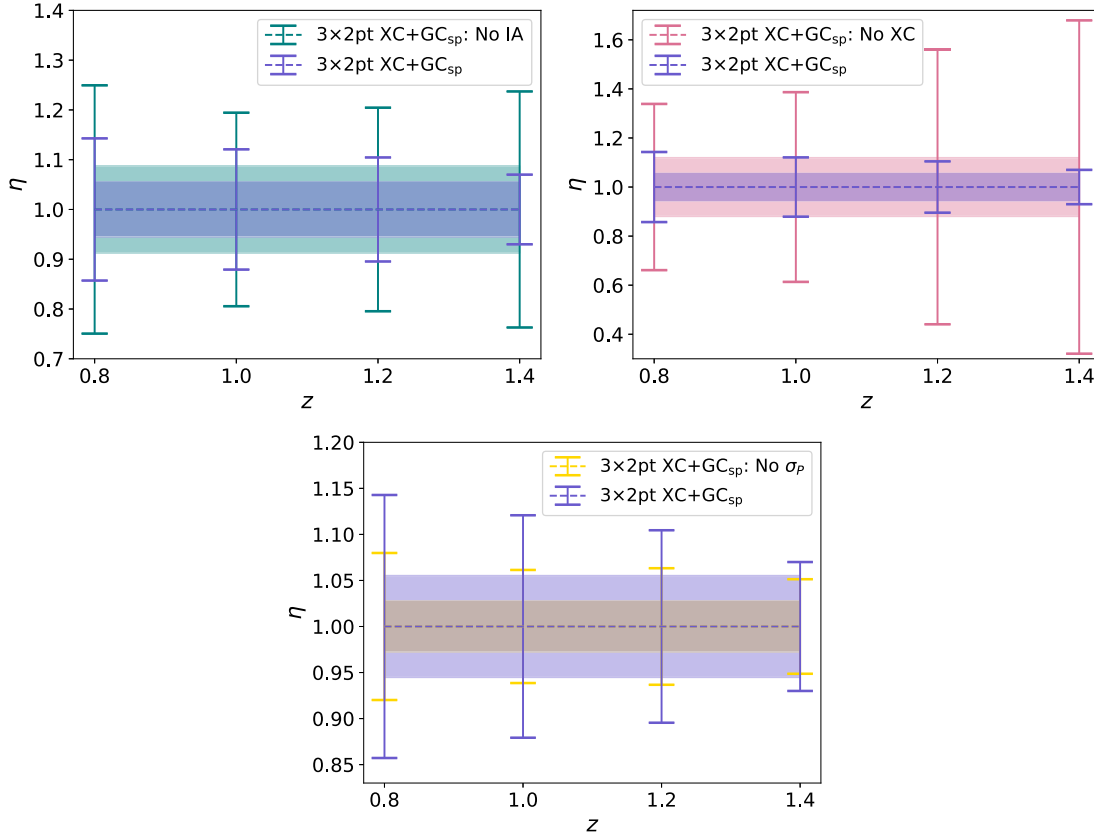 1.4
1.3
1.2
1.1
1.0
0.9
0.8
0.7
η
3×2pt XC+GCsp: No IA
3×2pt XC+GCsp
0.8 1.0 1.2 1.4
z
1.6
1.4
1.2
1.0
0.8
0.6
0.4
η
3×2pt XC+GCsp: No XC
3×2pt XC+GCsp
0.8 1.0 1.2 1.4
z
1.20
1.15
1.10
1.05
1.00
0.95
0.90
0.85
η
3×2pt XC+GCsp: No σP
3×2pt XC+GCsp
0.8 1.0 1.2 1.4
z